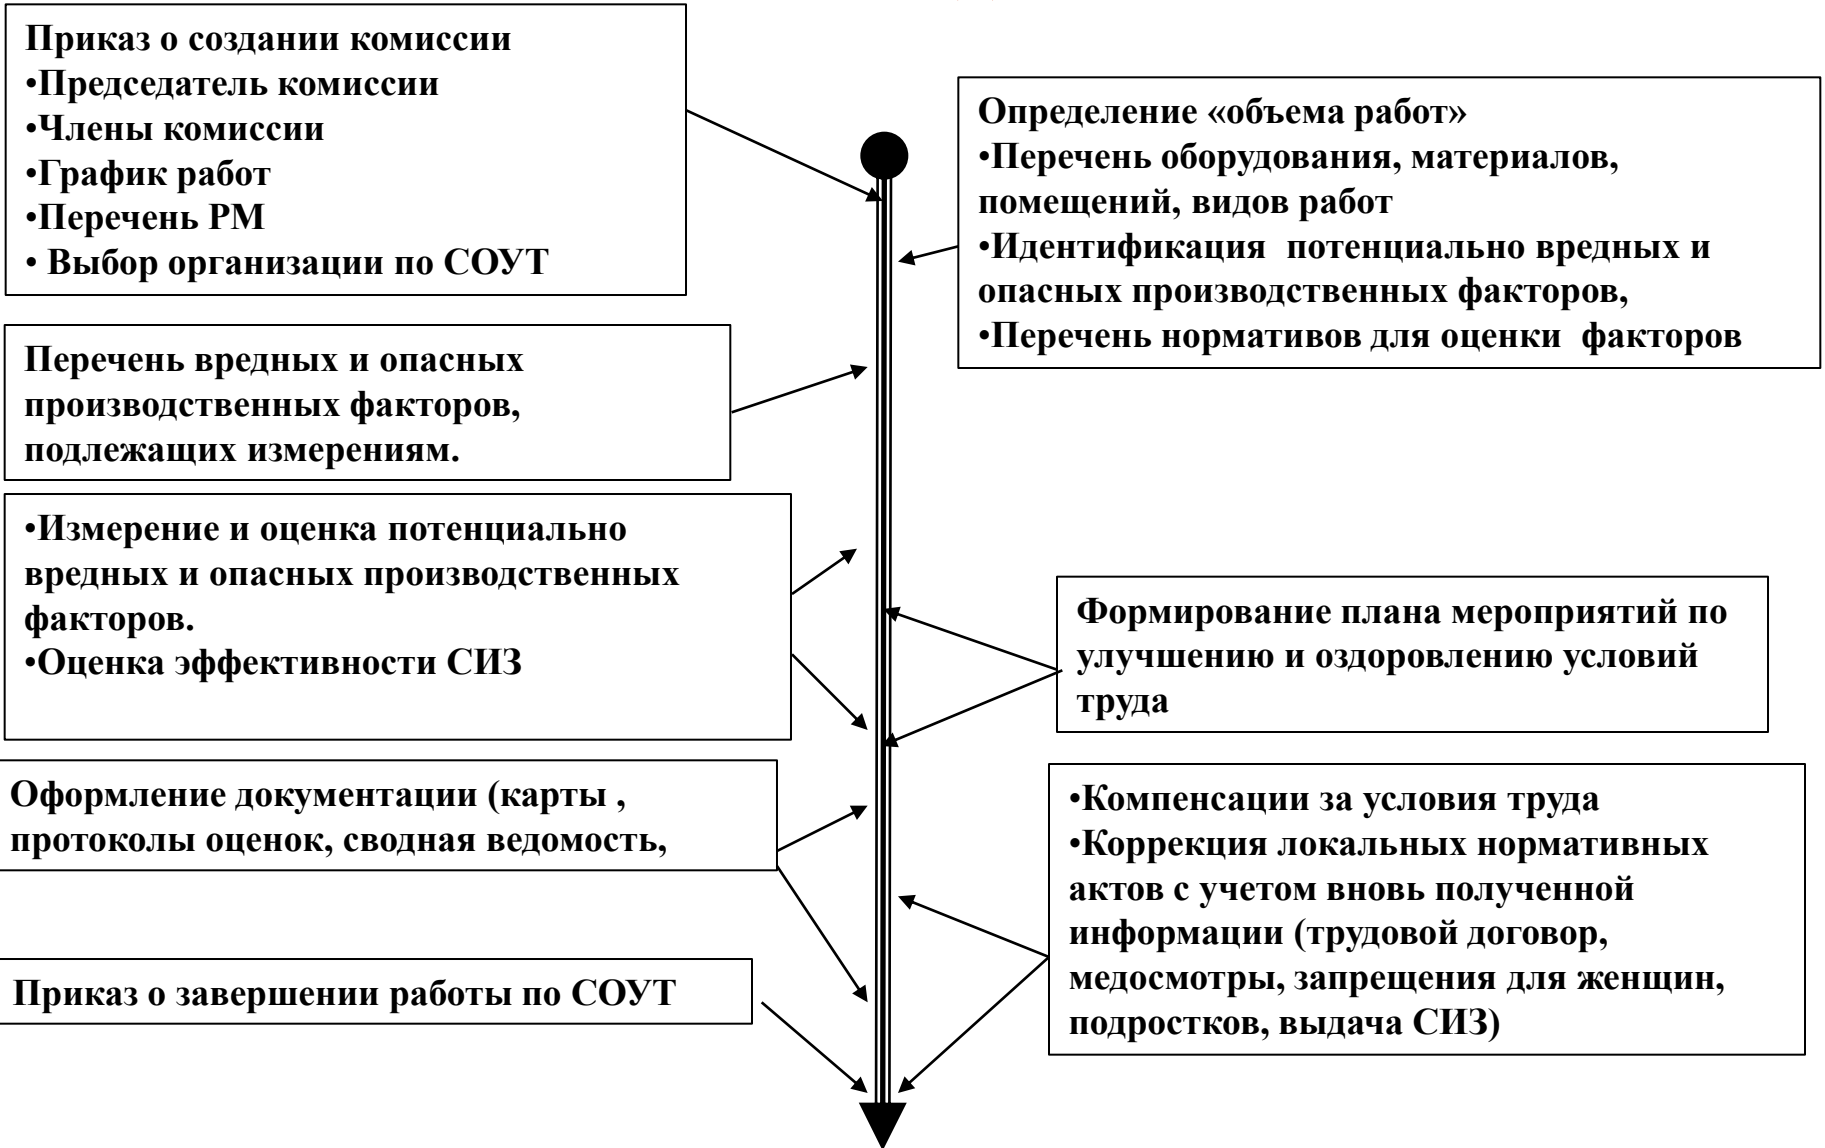 Приказ о создании комиссии
•Председатель комиссии
•Члены комиссии
•График работ
•Перечень РМ
• Выбор организации по СОУТ
Определение «объема работ»
•Перечень оборудования, материалов,
помещений, видов работ
•Идентификация потенциально вредных и
опасных производственных факторов,
•Перечень нормативов для оценки факторов
Перечень вредных и опасных
производственных факторов,
подлежащих измерениям.
•Измерение и оценка потенциально
вредных и опасных производственных
факторов.
•Оценка эффективности СИЗ
Формирование плана мероприятий по
улучшению и оздоровлению условий
труда
Оформление документации (карты ,
протоколы оценок, сводная ведомость,
•Компенсации за условия труда
•Коррекция локальных нормативных
актов с учетом вновь полученной
информации (трудовой договор,
медосмотры, запрещения для женщин,
подростков, выдача СИЗ)
Приказ о завершении работы по СОУТ